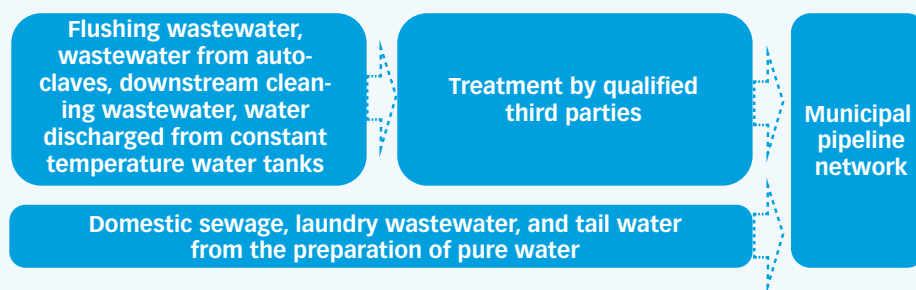 Flushing wastewater,
wastewater from auto-
claves, downstream clean-
ing wastewater, water
discharged from constant
temperature water tanks
Treatment by qualified
third parties
Municipal
pipeline
network
Domestic sewage, laundry wastewater, and tail water
from the preparation of pure water